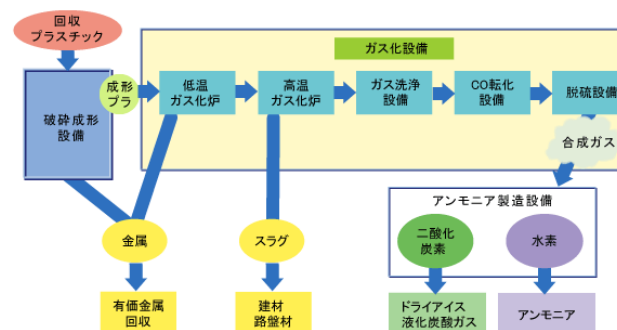 回収
プラスチック
ガス化設備
破砕成形
設備
成形
プラ
低温
ガス化炉
高温
ガス化炉
ガス洗浄
設備
CO転化
設備
脱硫設備
合成ガス
アンモニア製造設備
金属
スラグ
二酸化
炭素
水素
有価金属
回収
建材
路盤材
ドライアイス
液化炭酸ガス
アンモニア